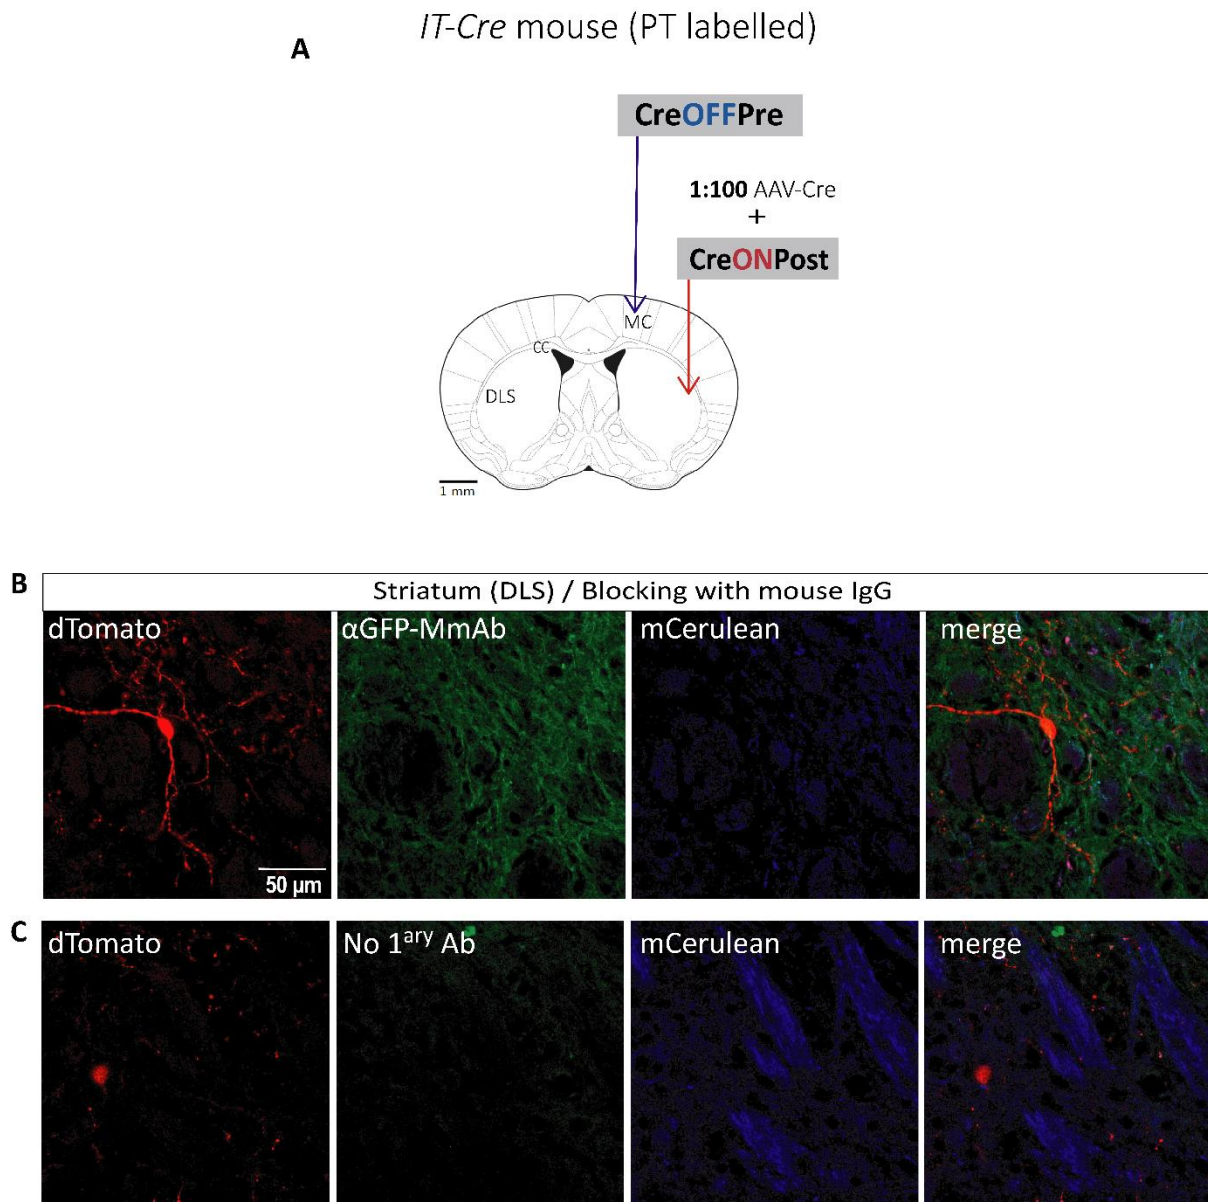 IT-Cre mouse (PT labelled)
A
CreOFFPre
1:100 AAV-Cre
+
CreONPost
MC
CC
DLS
1 mm
B
Striatum (DLS) / Blocking with mouse IgG
dTomato
αGFP-MmAb
mCerulean
merge
50 µm
C
dTomato
No 1ary Ab
mCerulean
merge